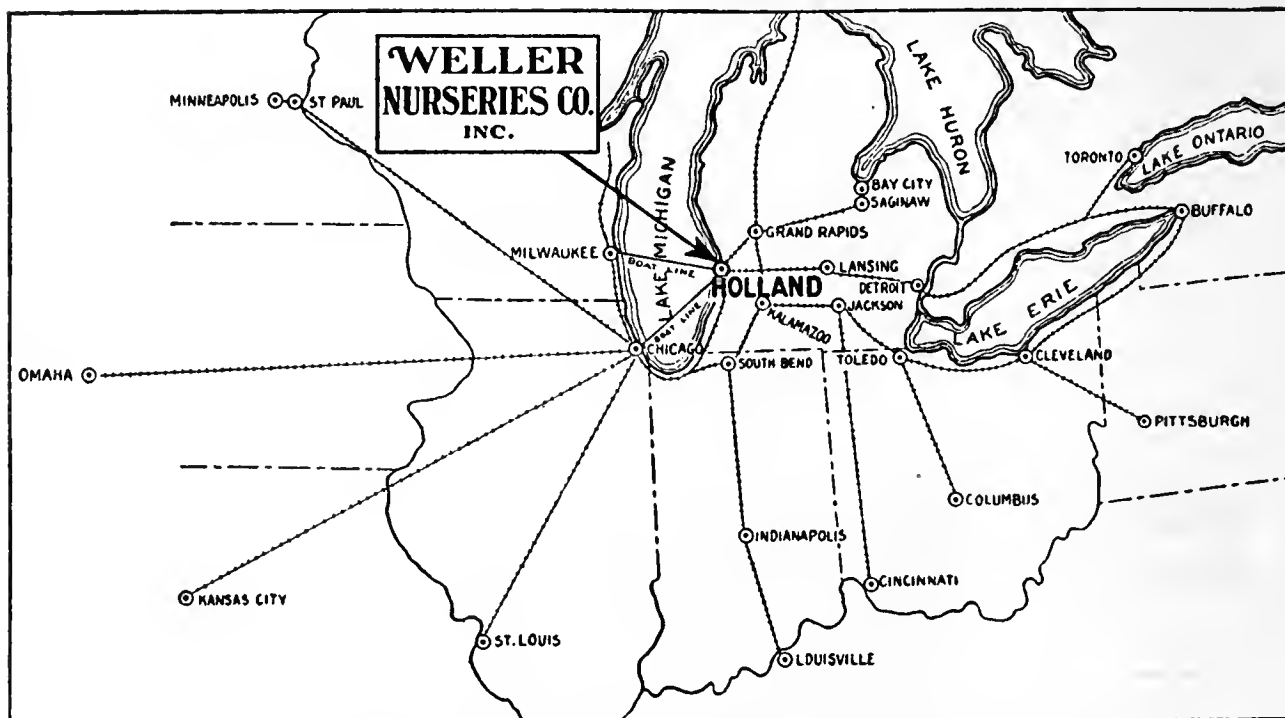 WELLER
NURSERIES CO.
INC.
MINNEAPOLIS
ST PAUL
LAKE HURON
LAKE ONTARIO
TORONTO
BAY CITY
SAGINAW
BUFFALO
LAKE MICHIGAN
GRAND RAPIDS
MILWAUKEE
BOAT LINE
LANSING
DETROIT
HOLLAND
JACKSON
KALAMAZOO
BOAT LINE
LAKE ERIE
CHICAGO
SOUTH BEND
TOLEDO
CLEVELAND
OMAHA
PITTSBURGH
COLUMBUS
INDIANAPOLIS
CINCINNATI
KANSAS CITY
ST. LOUIS
LOUISVILLE